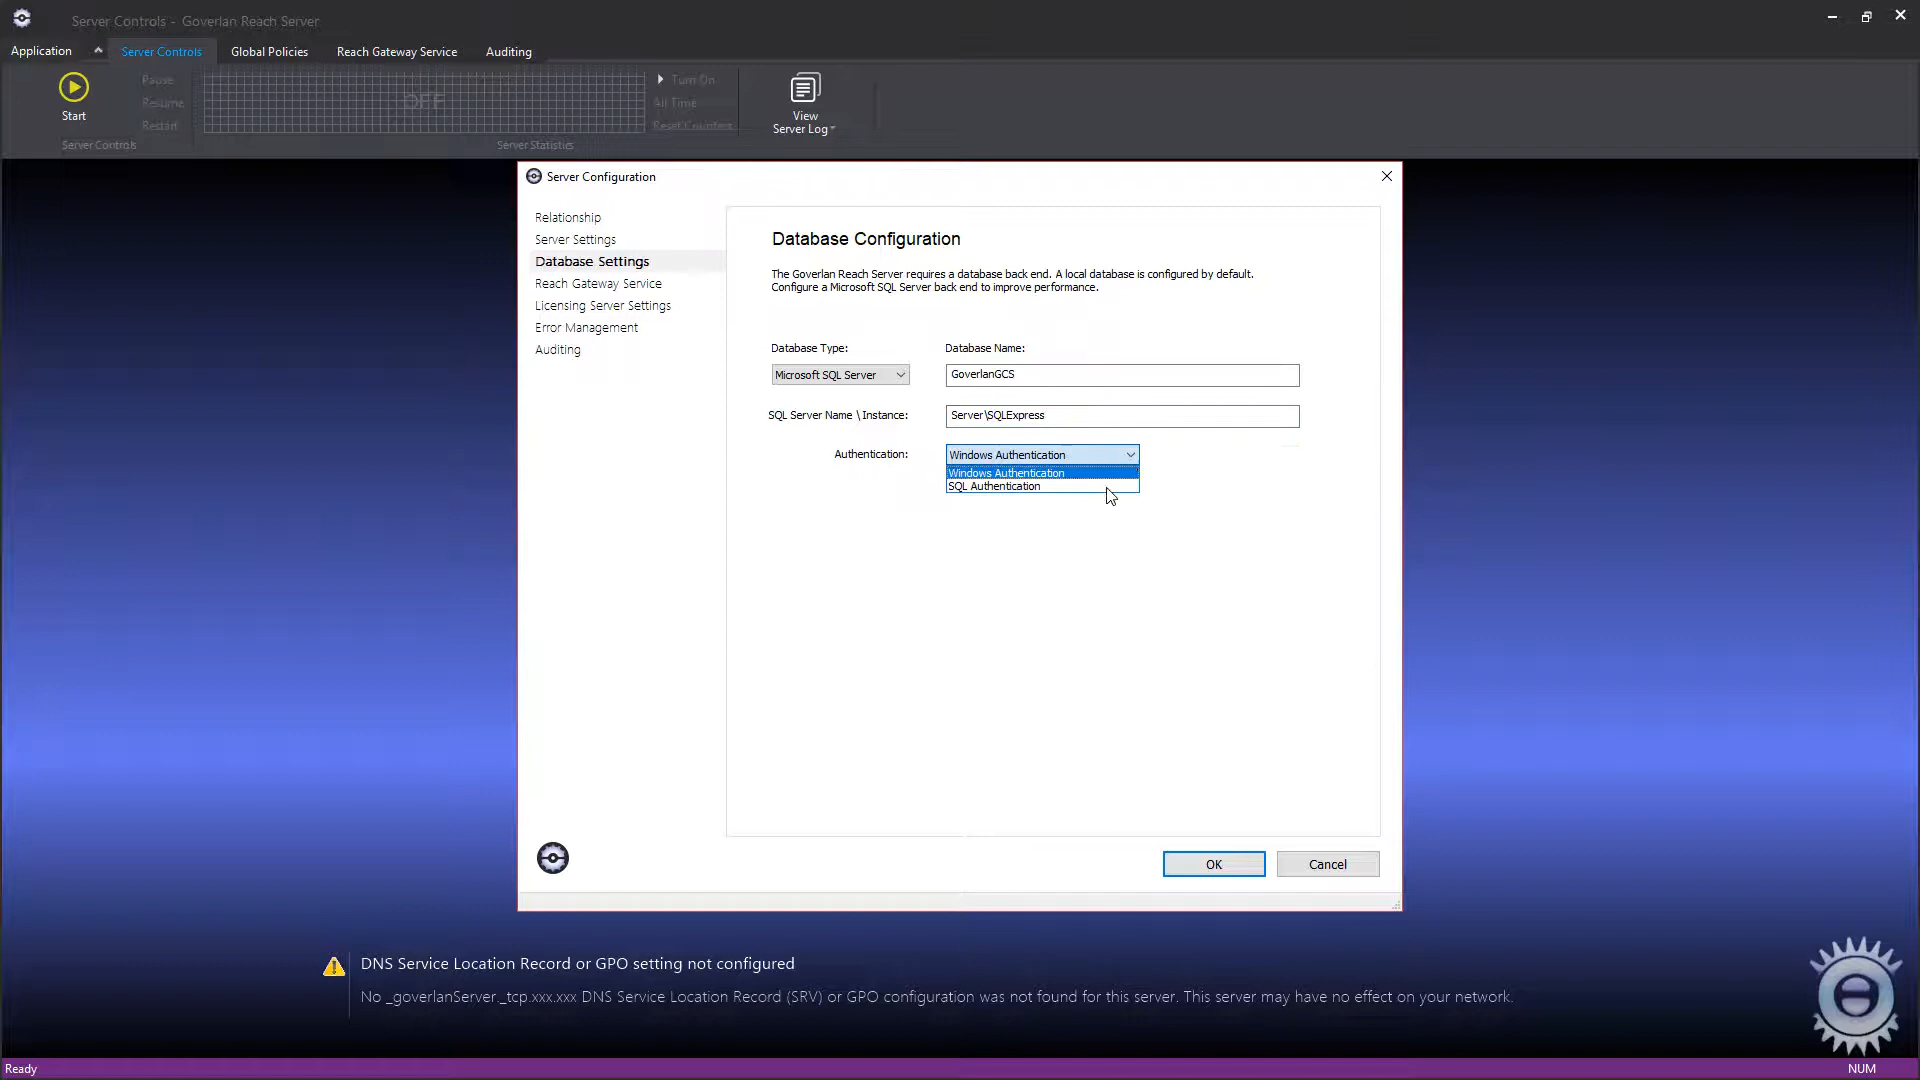 Server Controls - Goverlan Reach Server
Application
Server Controls
Global Policies
Reach Gateway Service
Auditing
Start
Pause
Resume
Restart
Server Controls
OFF
Turn On
All Time
Reset Counters
Server Statistics
View
Server Log
Server Configuration
Relationship
Server Settings
Database Settings
Reach Gateway Service
Licensing Server Settings
Error Management
Auditing
Database Configuration
The Goverlan Reach Server requires a database back end. A local database is configured by default.
Configure a Microsoft SQL Server back end to improve performance.
Database Type:
Database Name:
Microsoft SQL Server
GoverlanGCS
SQL Server Name \ Instance:
Server\SQLExpress
Authentication:
Windows Authentication
Windows Authentication
SQL Authentication
OK
Cancel
DNS Service Location Record or GPO setting not configured
No _goverlanServer._tcp.xxx.xxx DNS Service Location Record (SRV) or GPO configuration was not found for this server. This server may have no effect on your network.
Ready
NUM